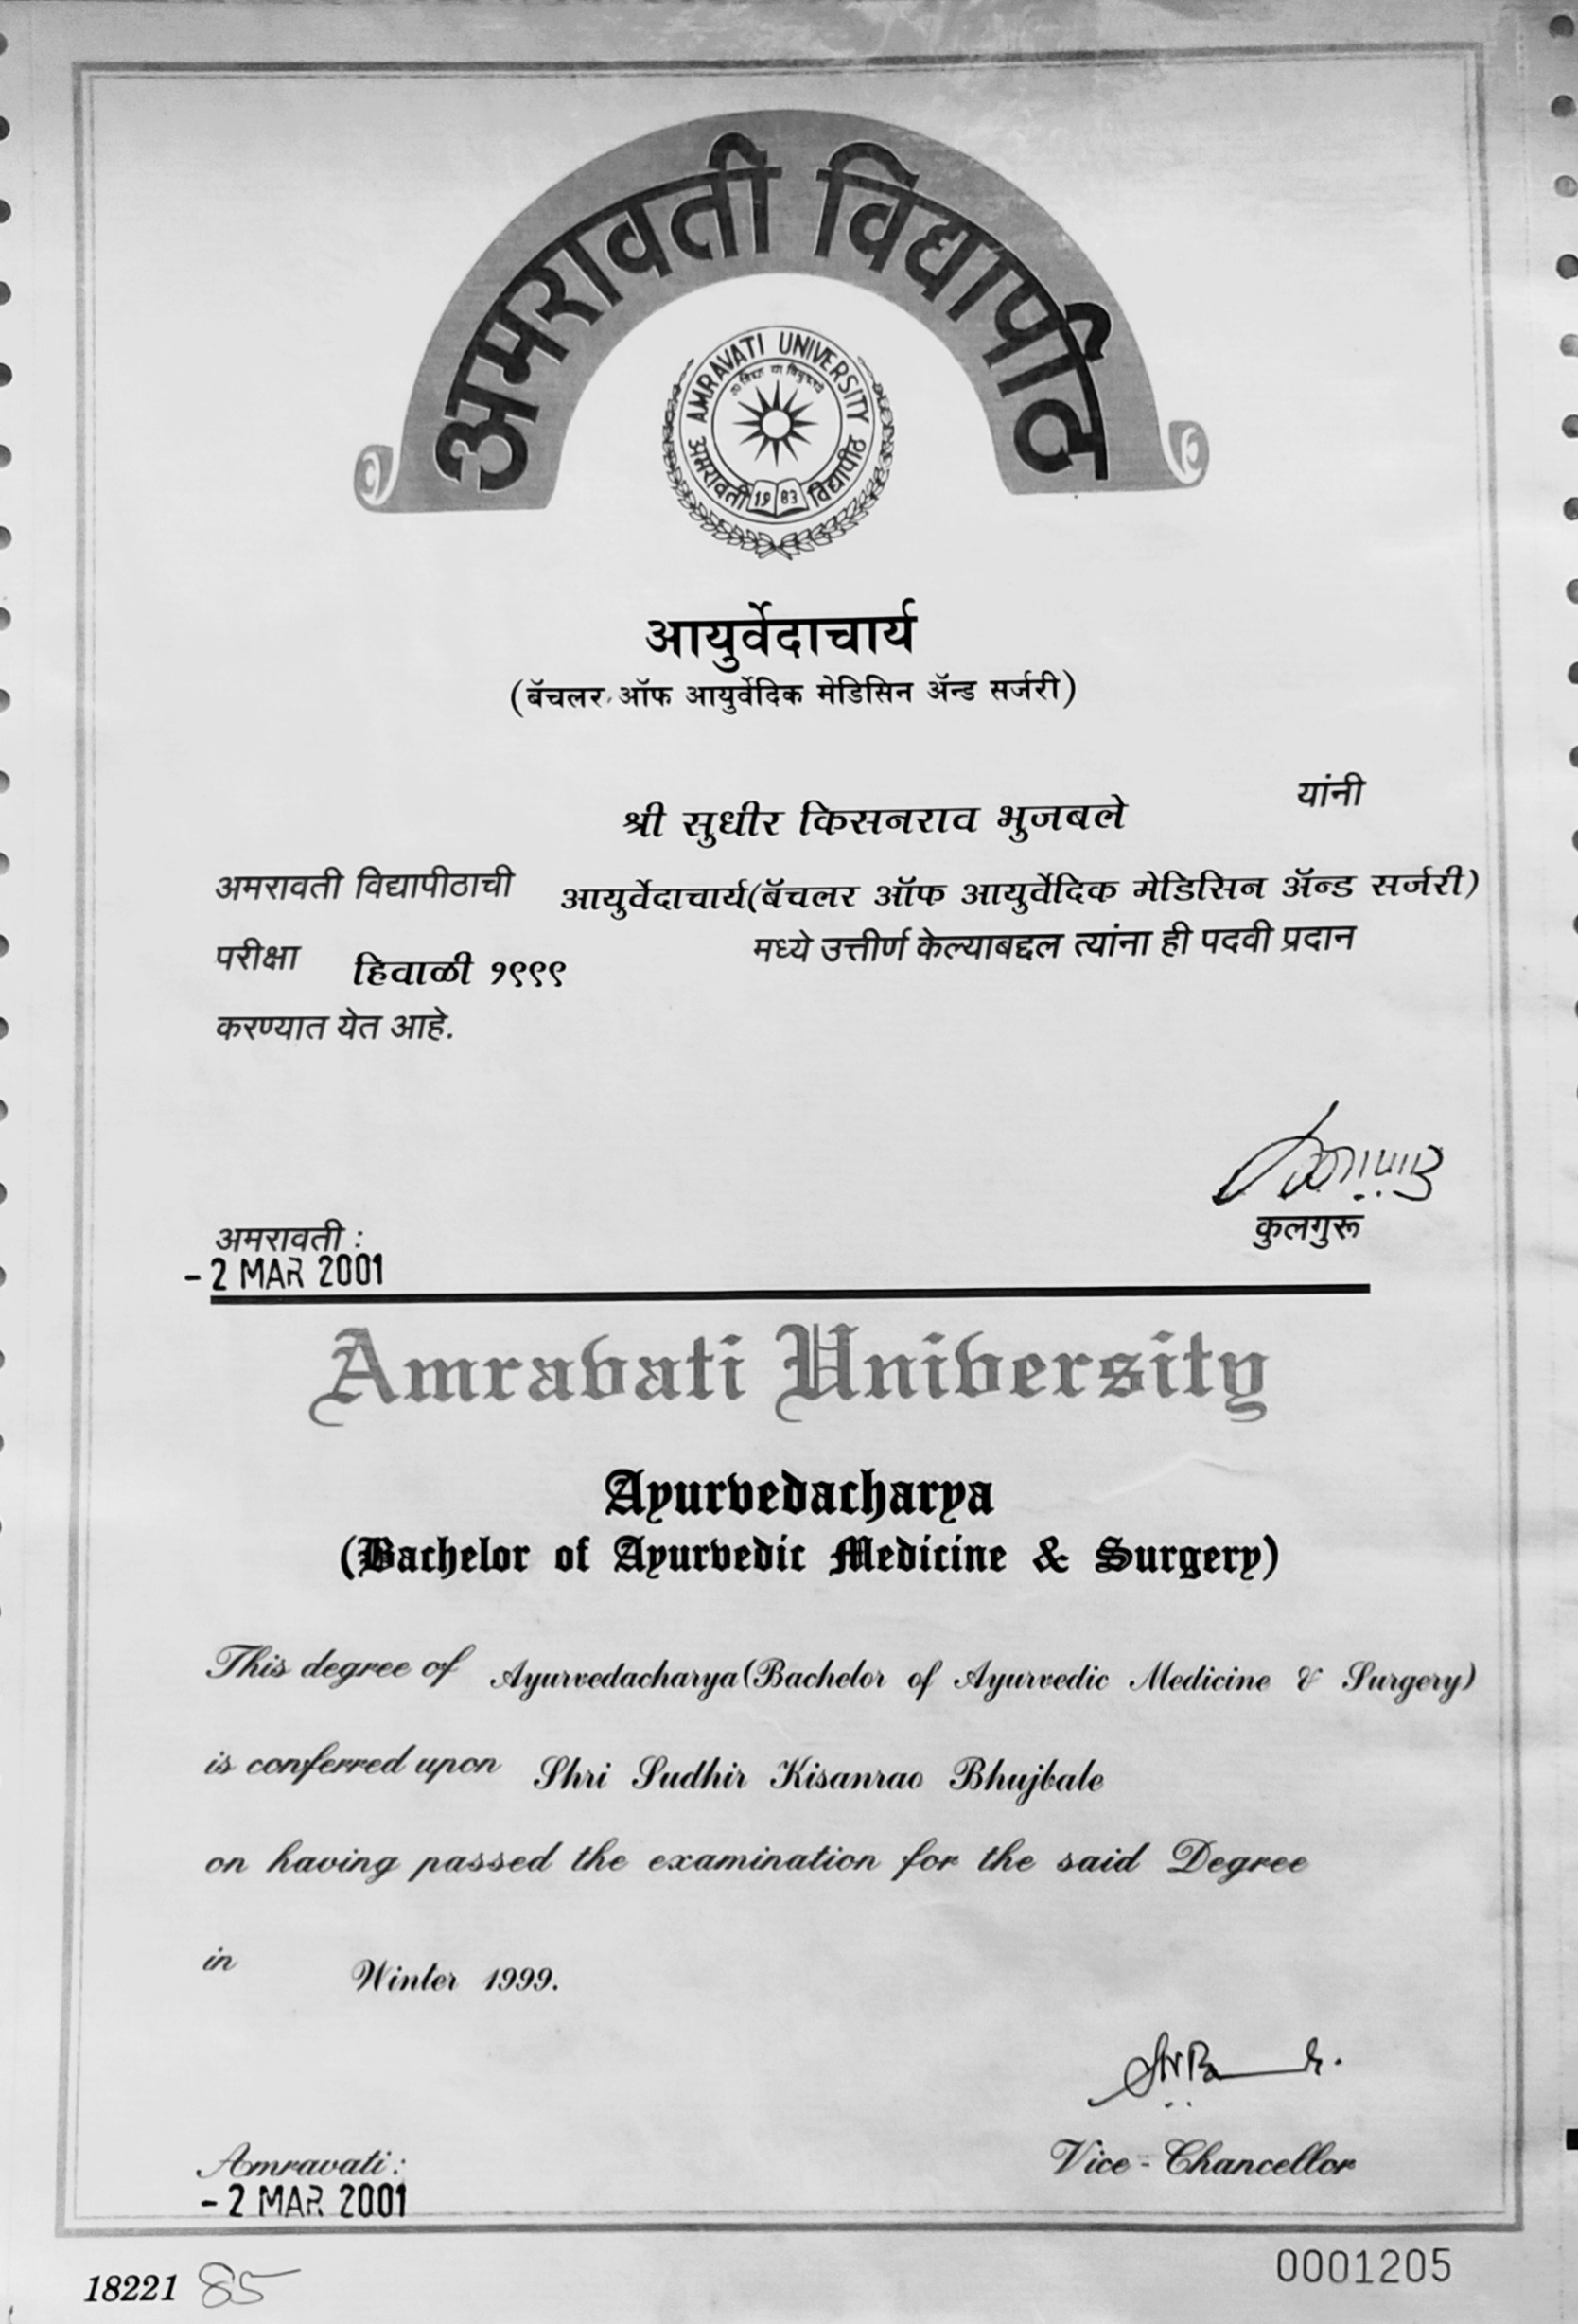 अमरावती विद्यापीठ
AMRAVATI UNIVERSITY
अमरावती विद्यापीठ
1983
आयुर्वेदाचार्य
(बॅचलर ऑफ आयुर्वेदिक मेडिसिन ॲन्ड सर्जरी)
श्री सुधीर किसनराव भुजबले यांनी
अमरावती विद्यापीठाची आयुर्वेदाचार्य(बॅचलर ऑफ आयुर्वेदिक मेडिसिन ॲन्ड सर्जरी)
परीक्षा हिवाळी १९९९ मध्ये उत्तीर्ण केल्याबद्दल त्यांना ही पदवी प्रदान
करण्यात येत आहे.
कुलगुरू
अमरावती :
- 2 MAR 2001
Amravati University
Ayurvedacharya
(Bachelor of Ayurvedic Medicine & Surgery)
This degree of Ayurvedacharya(Bachelor of Ayurvedic Medicine & Surgery)
is conferred upon Shri Sudhir Kisanrao Bhujbale
on having passed the examination for the said Degree
in Winter 1999.
Vice-Chancellor
Amravati:
- 2 MAR 2001
18221 85
0001205